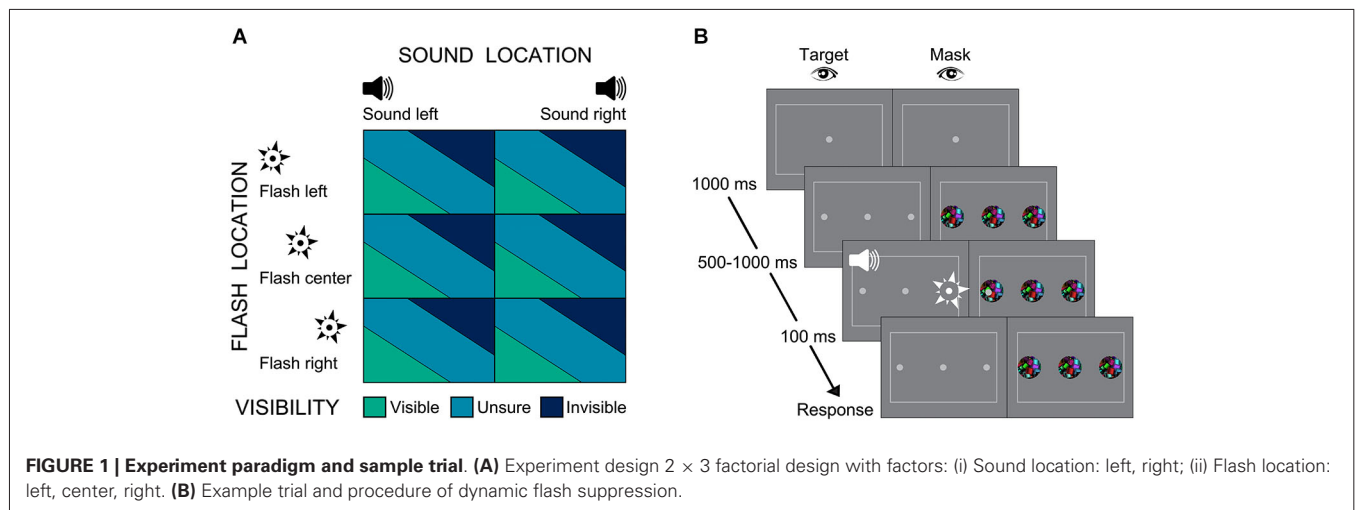 A
SOUND LOCATION
Sound left
Sound right
FLASH LOCATION
Flash left
Flash center
Flash right
VISIBILITY
Visible
Unsure
Invisible
B
Target
Mask
1000 ms
500-1000 ms
100 ms
Response
FIGURE 1 | Experiment paradigm and sample trial. (A) Experiment design 2 × 3 factorial design with factors: (i) Sound location: left, right; (ii) Flash location:
left, center, right. (B) Example trial and procedure of dynamic flash suppression.